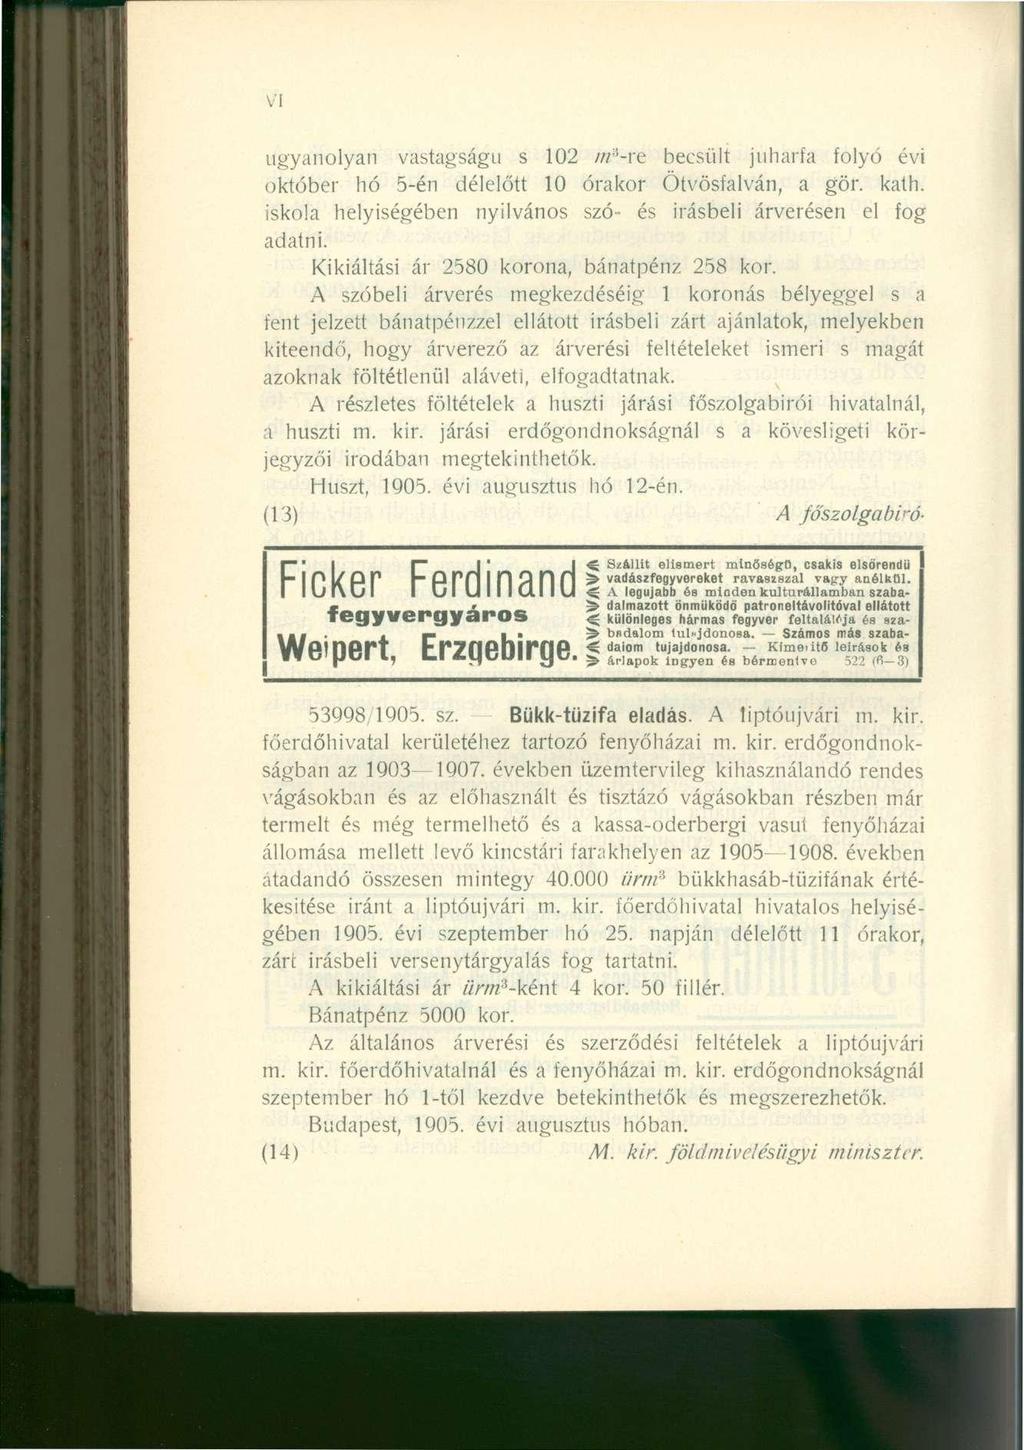 VI
ugyanolyan vastagságu s 102 m³-re becsült juharfa folyó évi
október hó 5-én délelőtt 10 órakor Ötvösfalván, a gör. kath.
iskola helyiségében nyilvános szó- és irásbeli árverésen el fog
adatni.
Kikiáltási ár 2580 korona, bánatpénz 258 kor.
A szóbeli árverés megkezdéséig 1 koronás bélyeggel s a
fent jelzett bánatpénzzel ellátott irásbeli zárt ajánlatok, melyekben
kiteendő, hogy árverező az árverési feltételeket ismeri s magát
azoknak föltétlenül aláveti, elfogadtatnak.
A részletes föltételek a huszti járási főszolgabirói hivatalnál,
a huszti m. kir. járási erdőgondnokságnál s a kövesligeti kör-
jegyzői irodában megtekinthetők.
Huszt, 1905. évi augusztus hó 12-én.
(13) A főszolgabiró.
Ficker Ferdinand
fegyvergyáros
Weipert, Erzgebirge.
Szállit elismert minőségű, csakis elsőrendű
vadászfegyvereket ravaszszal vagy anélkül.
A legujabb és minden kulturállamban szaba-
dalmazott önmüködő patroneltávolitóval ellátott
különleges hármas fegyver feltalálója és sza-
badalom tulajdonosa. — Számos más szaba-
dalom tujajdonosa. — Kimeritő leirások és
árlapok ingyen és bérmentve 522 (6—3)
53998/1905. sz. — Bükk-tüzifa eladás. A liptóujvári m. kir.
főerdőhivatal kerületéhez tartozó fenyőházai m. kir. erdőgondnok-
ságban az 1903—1907. években üzemtervileg kihasználandó rendes
vágásokban és az előhasznált és tisztázó vágásokban részben már
termelt és még termelhető és a kassa-oderbergi vasut fenyőházai
állomása mellett levő kincstári farakhelyen az 1905—1908. években
átadandó összesen mintegy 40.000 ürm³ bükkhasáb-tüzifának érté-
kesitése iránt a liptóujvári m. kir. főerdőhivatal hivatalos helyisé-
gében 1905. évi szeptember hó 25. napján délelőtt 11 órakor,
zárt irásbeli versenytárgyalás fog tartatni.
A kikiáltási ár ürm³-ként 4 kor. 50 fillér.
Bánatpénz 5000 kor.
Az általános árverési és szerződési feltételek a liptóujvári
m. kir. főerdőhivatalnál és a fenyőházai m. kir. erdőgondnokságnál
szeptember hó 1-től kezdve betekinthetők és megszerezhetők.
Budapest, 1905. évi augusztus hóban.
(14) M. kir. földmivelésügyi miniszter.